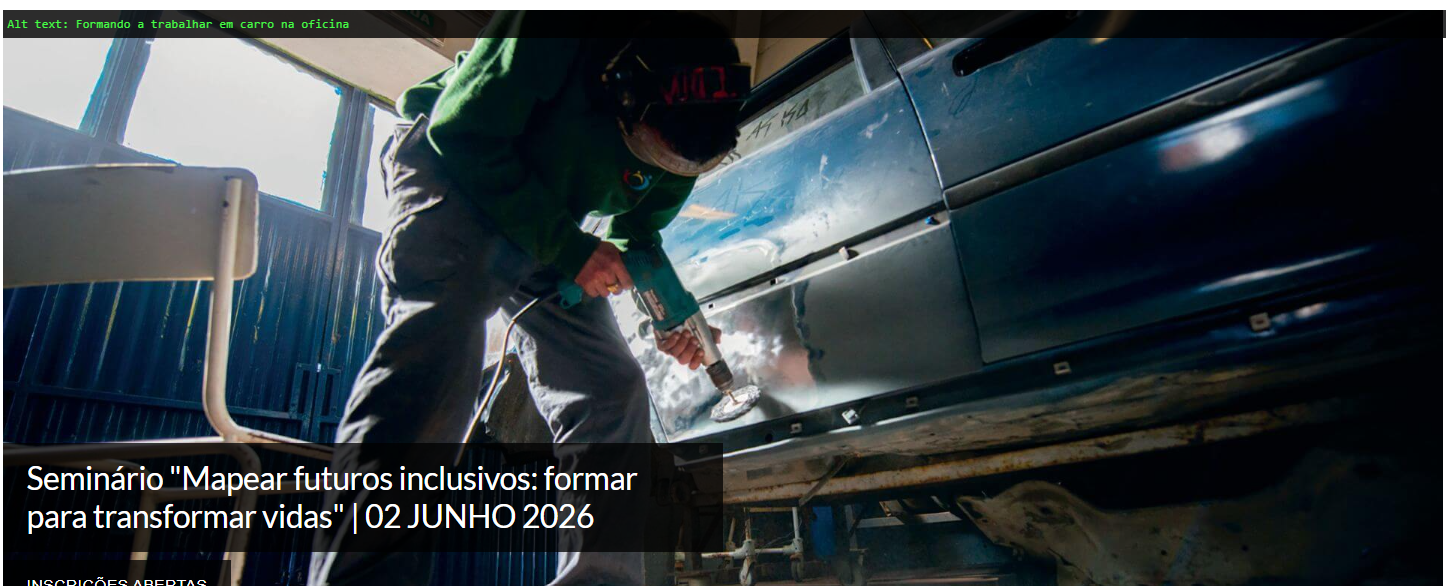 Alt text: Formando a trabalhar em carro na oficina
Seminário "Mapear futuros inclusivos: formar
para transformar vidas" | 02 JUNHO 2026
INSCRIÇÕES ABERTAS